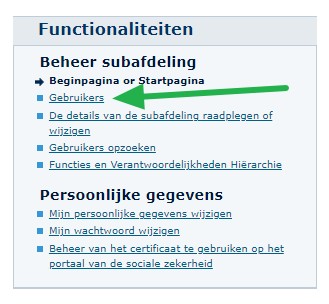 Functionaliteiten
Beheer subafdeling
Beginpagina or Startpagina
Gebruikers
De details van de subafdeling raadplegen of
wijzigen
Gebruikers opzoeken
Functies en Verantwoordelijkheden Hiërarchie
Persoonlijke gegevens
Mijn persoonlijke gegevens wijzigen
Mijn wachtwoord wijzigen
Beheer van het certificaat te gebruiken op het
portaal van de sociale zekerheid